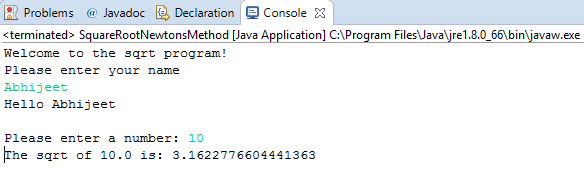 Problems @ Javadoc Declaration Console
<terminated> SquareRootNewtonsMethod [Java Application] C:\Program Files\Java\jre1.8.0_66\bin\javaw.exe
Welcome to the sqrt program!
Please enter your name
Abhijeet
Hello Abhijeet
Please enter a number: 10
The sqrt of 10.0 is: 3.1622776604441363